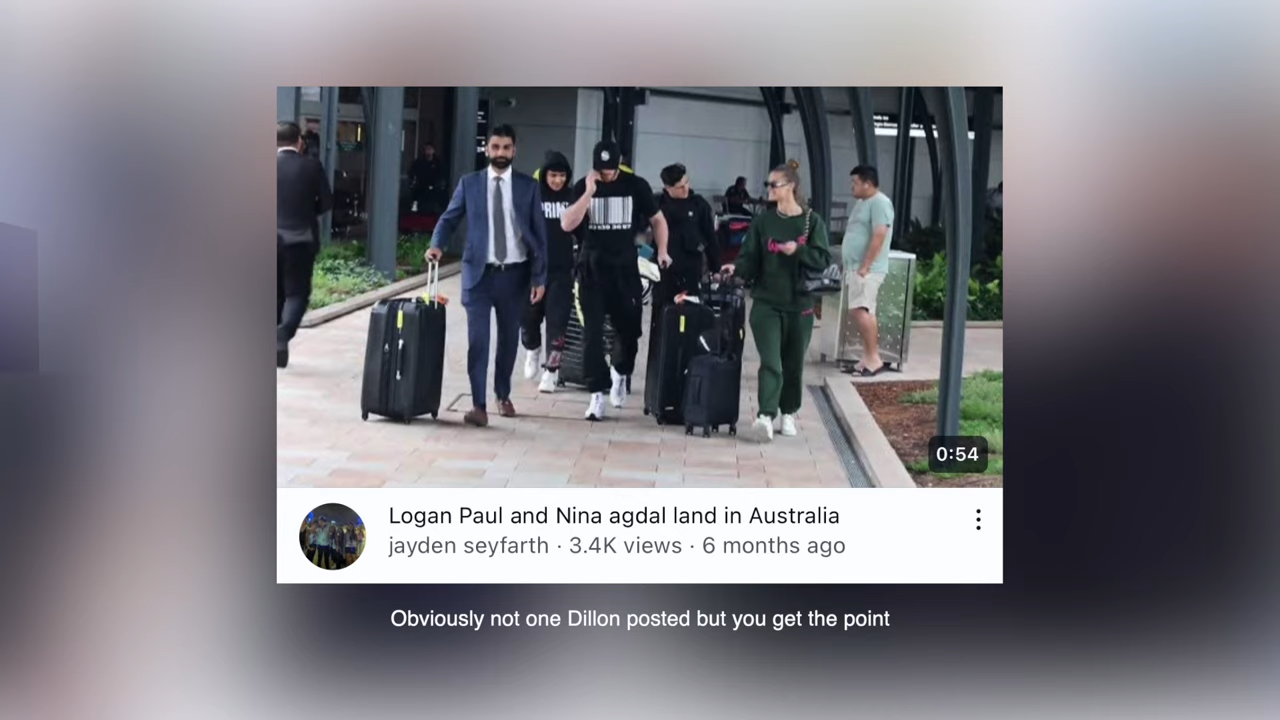 PRIM
0:54
Logan Paul and Nina agdal land in Australia
jayden seyfarth · 3.4K views · 6 months ago
Obviously not one Dillon posted but you get the point